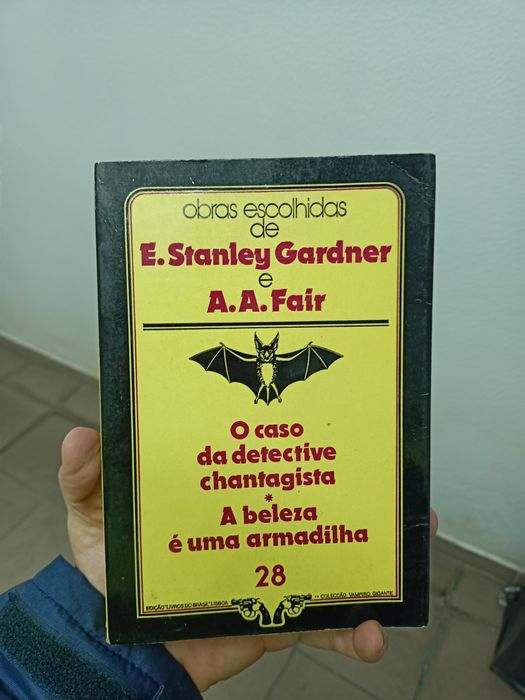 obras escolhidas
de
E. Stanley Gardner
e
A. A. Fair
O caso
da detective
chantagista
*
A beleza
é uma armadilha
28
EDIÇÃO "LIVROS DO BRASIL" LISBOA
** COLECÇÃO VAMPIRO GIGANTE